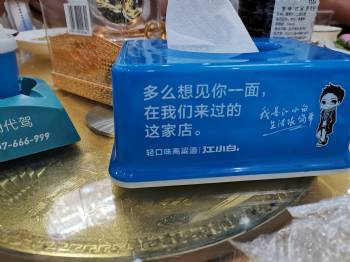 多么想见你一面，
在我们来过的
这家店。
轻口味高粱酒 江小白
我是江小白
生活很简单
代驾
7-666-999